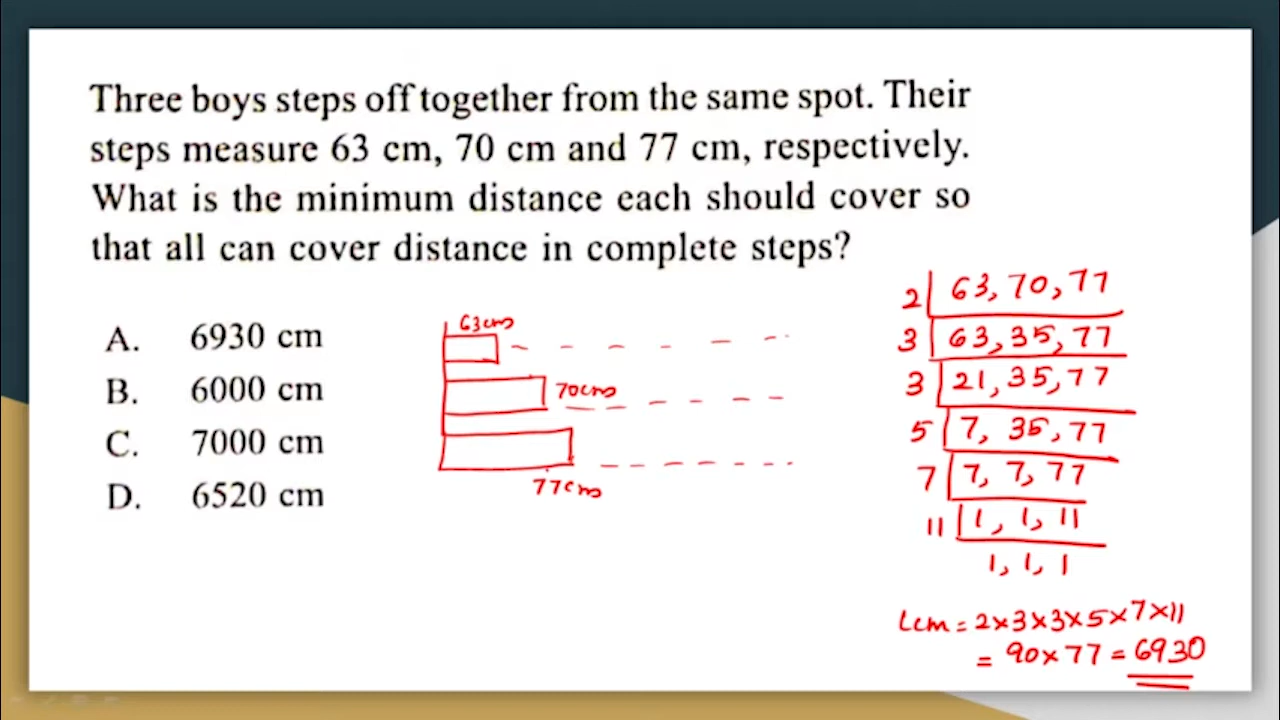 Three boys steps off together from the same spot. Their
steps measure 63 cm, 70 cm and 77 cm, respectively.
What is the minimum distance each should cover so
that all can cover distance in complete steps?
A. 6930 cm
B. 6000 cm
C. 7000 cm
D. 6520 cm
63cms
70cms
77cms
2 63, 70, 77
3 63, 35, 77
3 21, 35, 77
5 7, 35, 77
7 7, 7, 77
11 1, 1, 11
1, 1, 1
Lcm = 2×3×3×5×7×11
= 90×77 = 6930